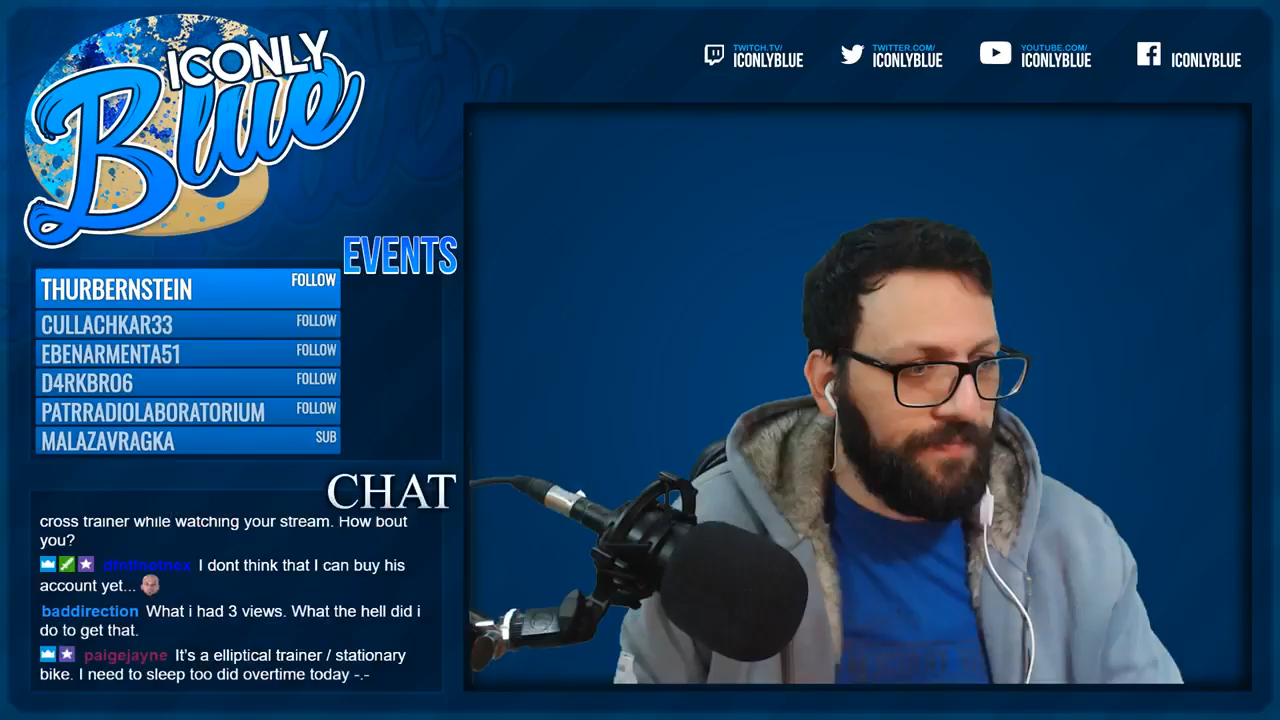 ICONLY
Blue
TWITCH.TV/
ICONLYBLUE
TWITTER.COM/
ICONLYBLUE
YOUTUBE.COM/
ICONLYBLUE
ICONLYBLUE
EVENTS
THURBERNSTEIN FOLLOW
CULLACHKAR33 FOLLOW
EBENARMENTA51 FOLLOW
D4RKBRO6 FOLLOW
PATRRADIOLABORATORIUM FOLLOW
MALAZAVRAGKA SUB
CHAT
cross trainer while watching your stream. How bout
you?
I dont think that I can buy his
account yet...
baddirection What i had 3 views. What the hell did i
do to get that.
paigejayne It's a elliptical trainer / stationary
bike. I need to sleep too did overtime today -.-